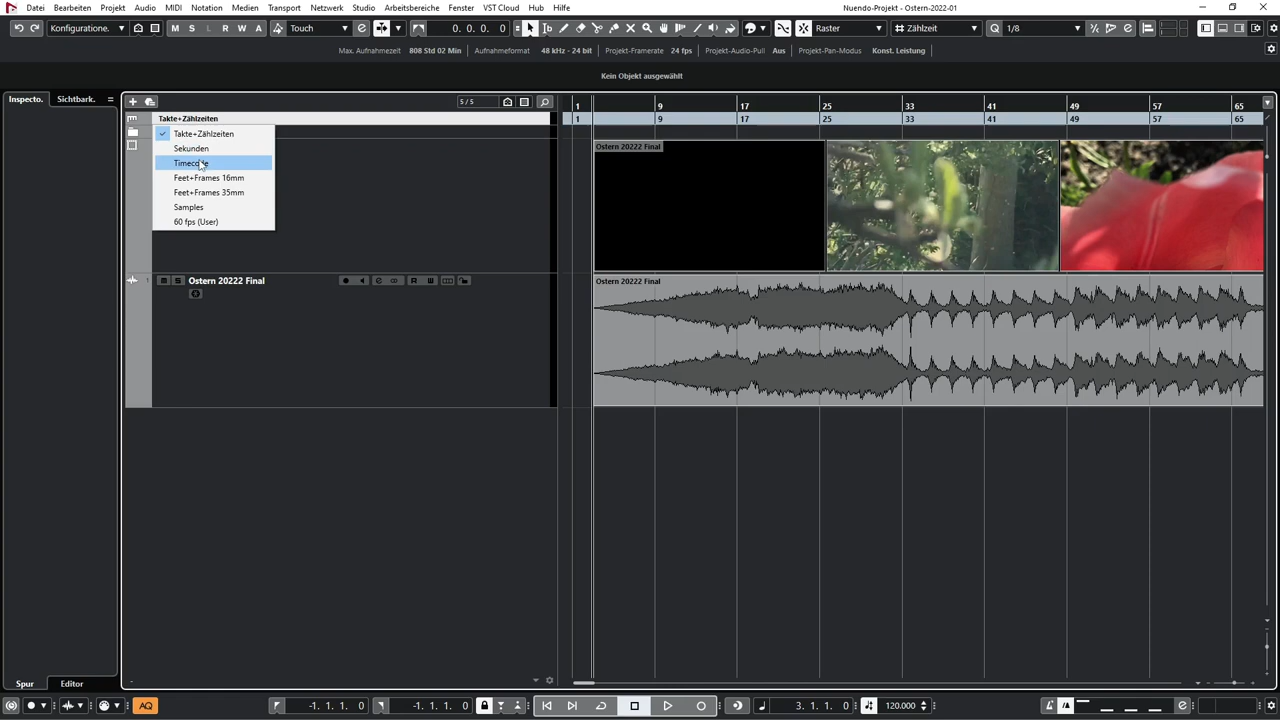 Datei Bearbeiten Projekt Audio MIDI Notation Medien Transport Netzwerk Studio Arbeitsbereiche Fenster VST Cloud Hub Hilfe Nuendo-Projekt - Ostern-2022-01
Konfiguratione. M S L R W A Touch 0. 0. 0. 0 Raster Zählzeit Q 1/8
Max. Aufnahmezeit 808 Std 02 Min Aufnahmeformat 48 kHz - 24 bit Projekt-Framerate 24 fps Projekt-Audio-Pull Aus Projekt-Pan-Modus Konst. Leistung
Kein Objekt ausgewählt
Inspecto. Sichtbark. 5 / 5 1 9 17 25 33 41 49 57 65
Takte+Zählzeiten 1 9 17 25 33 41 49 57 65
Takte+Zählzeiten
Sekunden
Timecode
Feet+Frames 16mm
Feet+Frames 35mm
Samples
60 fps (User)
Ostern 2022 Final
1 M S Ostern 20222 Final R W Ostern 20222 Final
Spur Editor
AQ -1. 1. 1. 0 -1. 1. 1. 0 3. 1. 1. 0 120.000